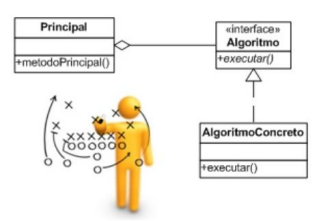 Principal
+metodoPrincipal()
«interface»
Algoritmo
+executar()
AlgoritmoConcreto
+executar()